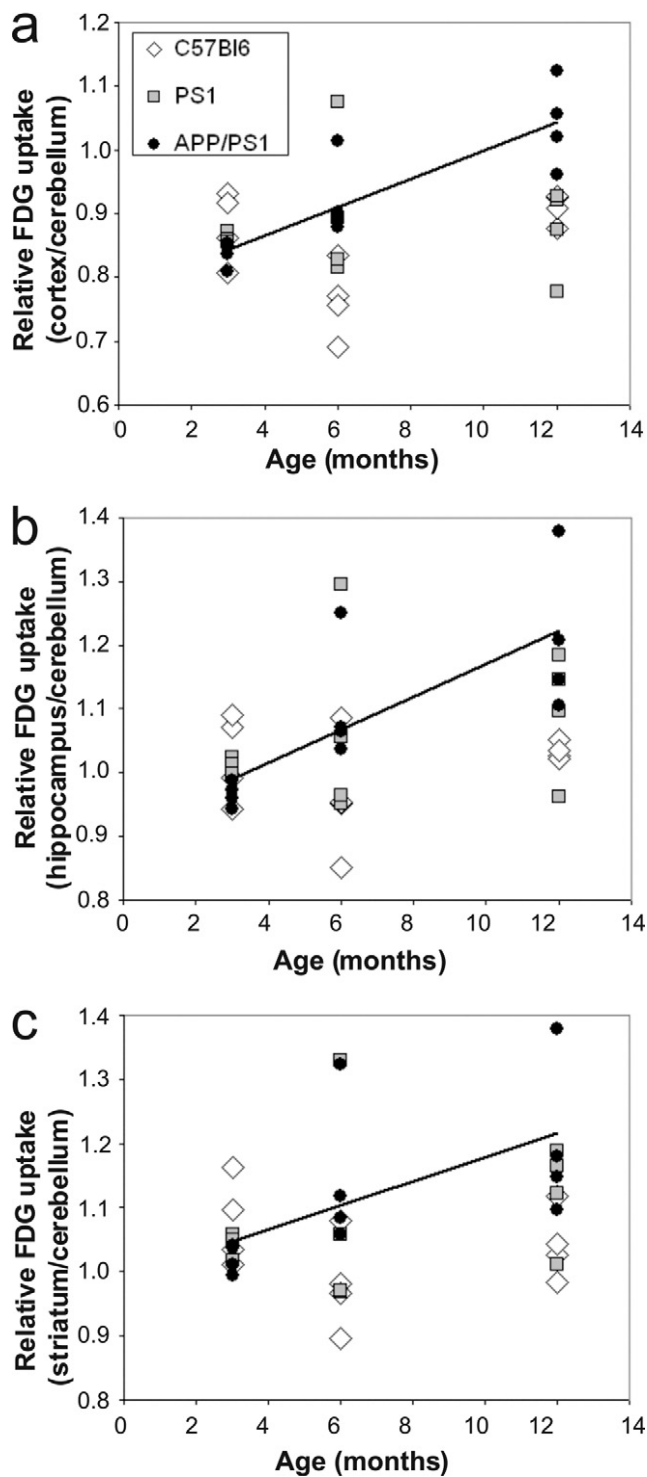 a
Relative FDG uptake
(cortex/cerebellum)
1.2
1.1
1.0
0.9
0.8
0.7
0.6
C57Bl6
PS1
APP/PS1
0 2 4 6 8 10 12 14
Age (months)
b
Relative FDG uptake
(hippocampus/cerebellum)
1.4
1.3
1.2
1.1
1.0
0.9
0.8
0 2 4 6 8 10 12 14
Age (months)
c
Relative FDG uptake
(striatum/cerebellum)
1.4
1.3
1.2
1.1
1.0
0.9
0.8
0 2 4 6 8 10 12 14
Age (months)